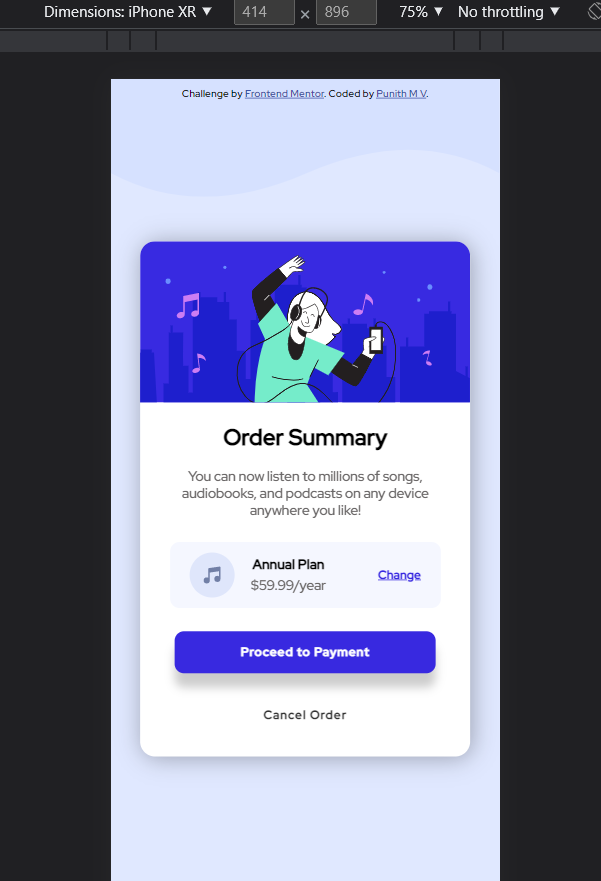 Dimensions: iPhone XR ▼ 414 × 896 75% ▼ No throttling ▼
Challenge by Frontend Mentor. Coded by Punith M V.
Order Summary
You can now listen to millions of songs,
audiobooks, and podcasts on any device
anywhere you like!
Annual Plan
$59.99/year
Change
Proceed to Payment
Cancel Order